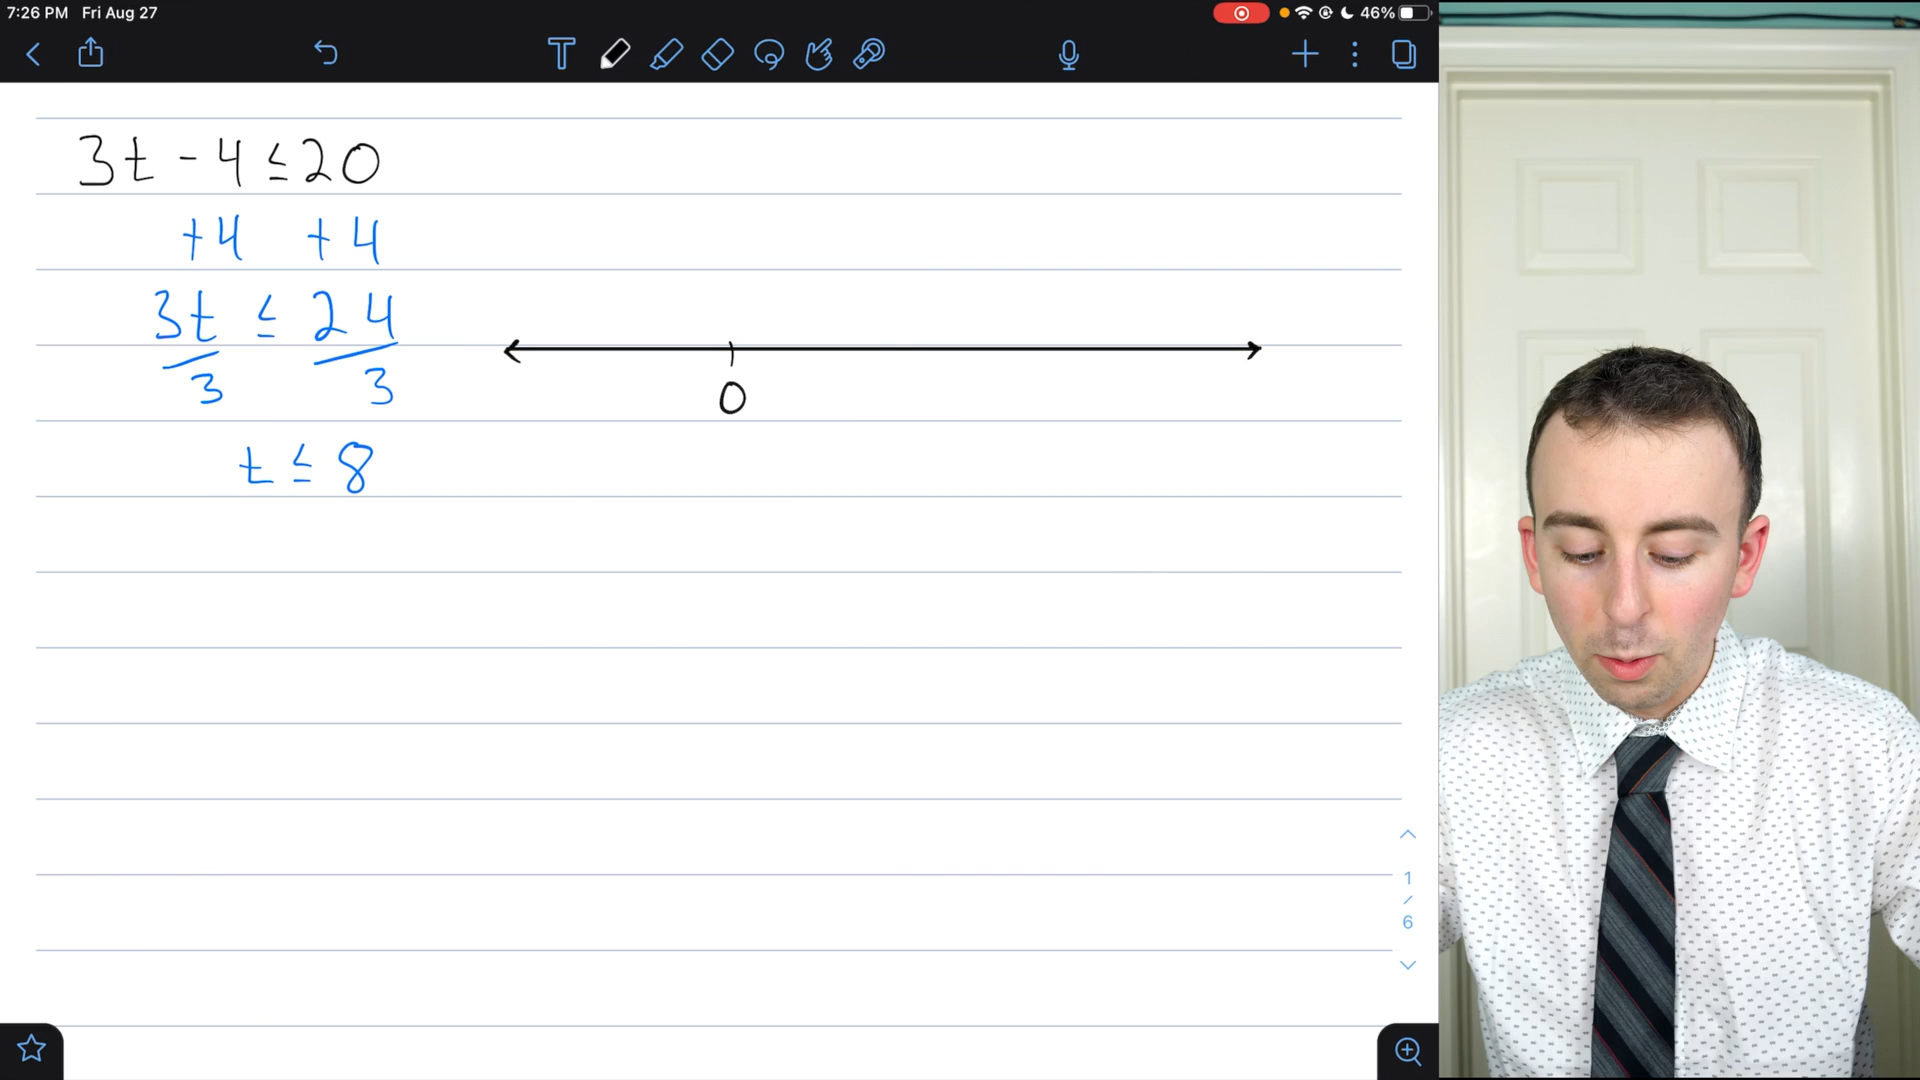 7:26 PM Fri Aug 27
46%
T
3t - 4 ≤ 20
+4 +4
3t ≤ 24
3 3
t ≤ 8
0
1
/
6